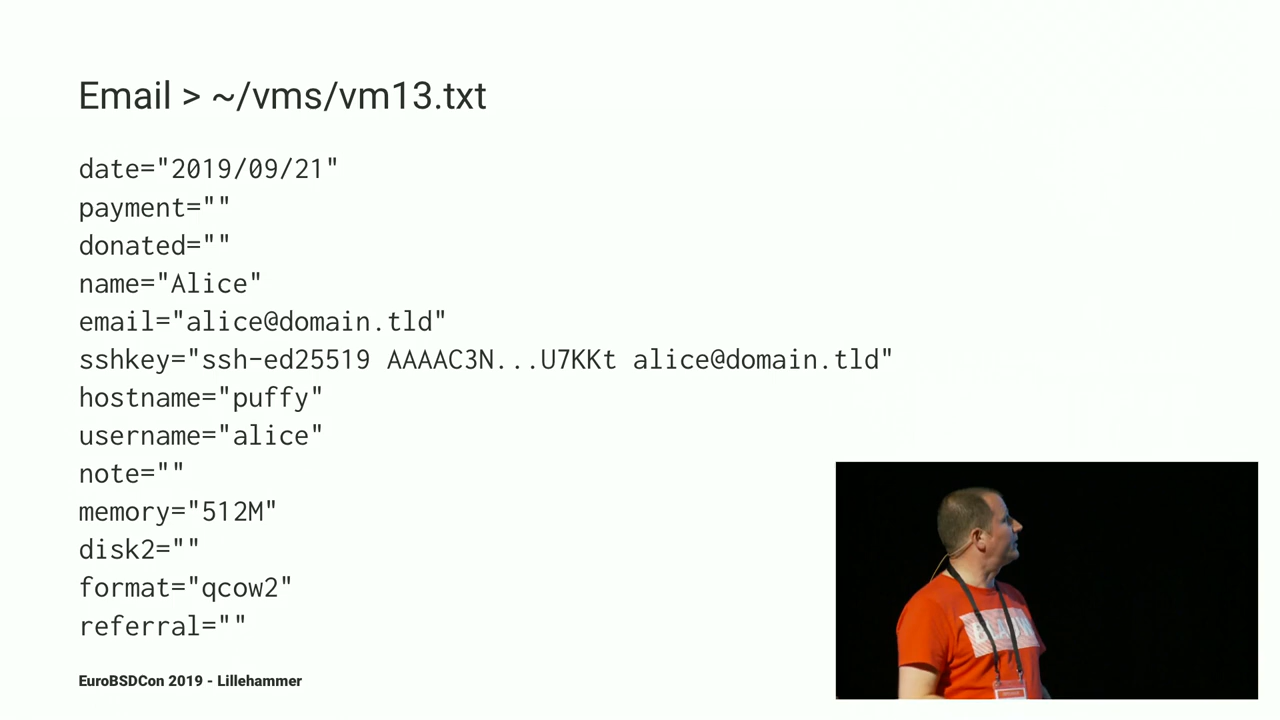 Email > ~/vms/vm13.txt
date="2019/09/21"
payment=""
donated=""
name="Alice"
email="alice@domain.tld"
sshkey="ssh-ed25519 AAAAC3N...U7KKt alice@domain.tld"
hostname="puffy"
username="alice"
note=""
memory="512M"
disk2=""
format="qcow2"
referral=""
EuroBSDCon 2019 - Lillehammer